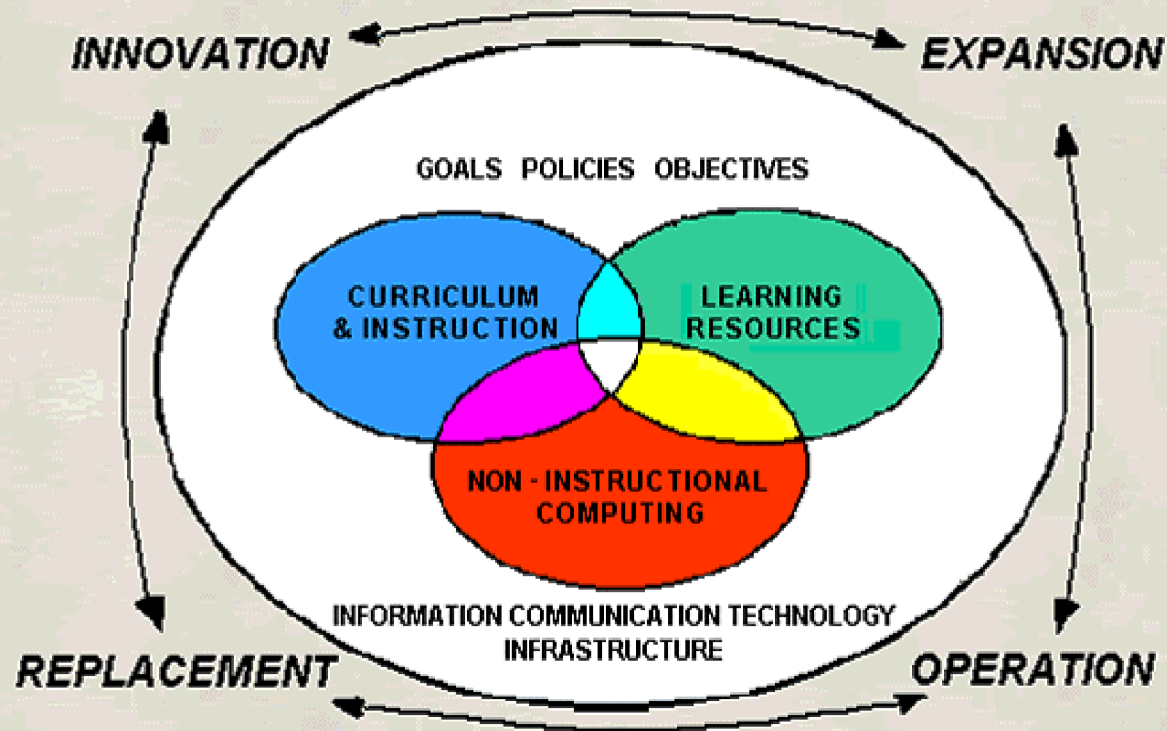 INNOVATION
EXPANSION
GOALS POLICIES OBJECTIVES
CURRICULUM
& INSTRUCTION
LEARNING
RESOURCES
NON - INSTRUCTIONAL
COMPUTING
INFORMATION COMMUNICATION TECHNOLOGY
INFRASTRUCTURE
REPLACEMENT
OPERATION